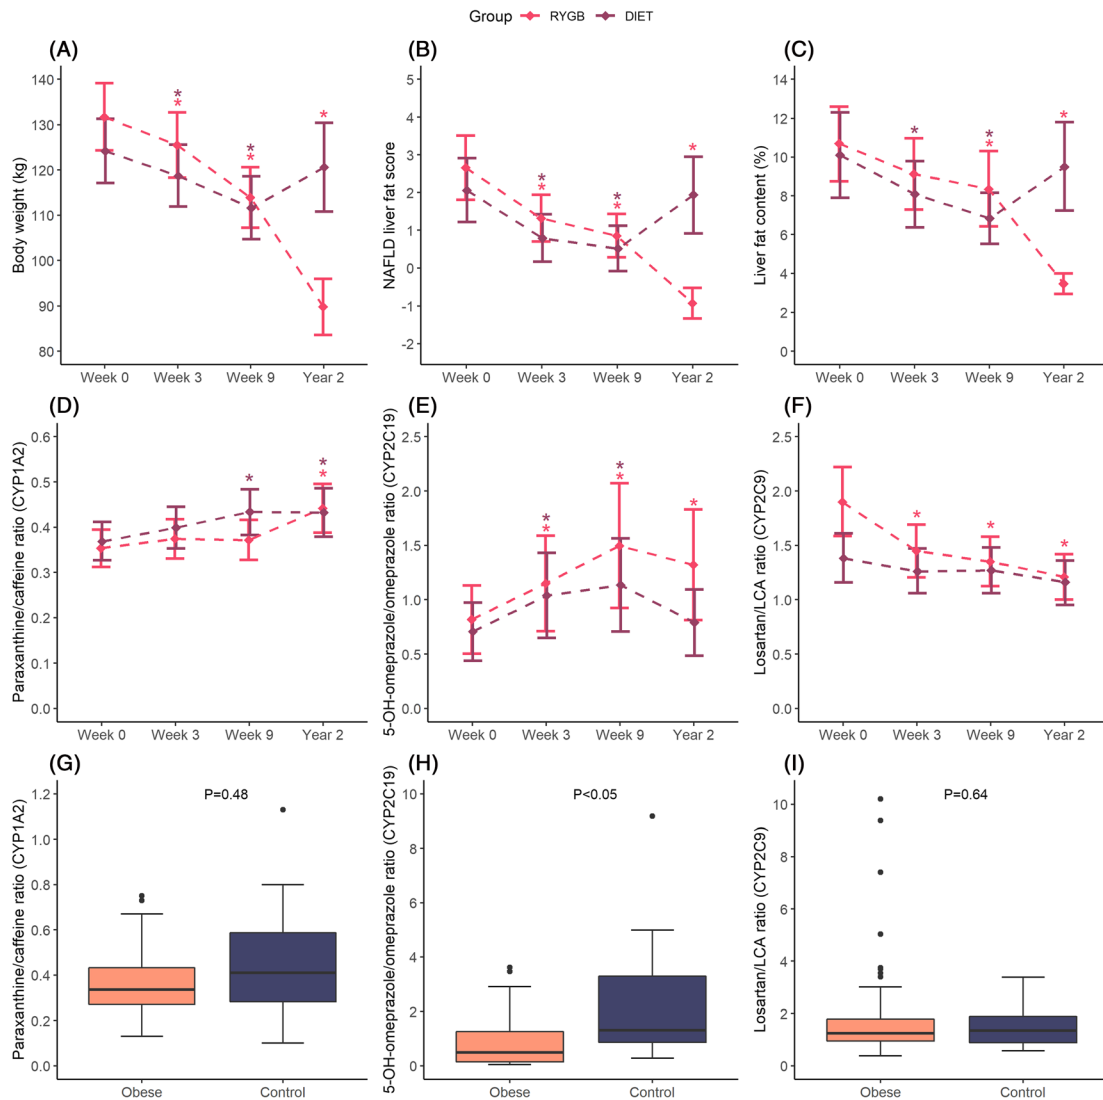 Group RYGB DIET
(A) (B) (C)
Body weight (kg)
140
130
120
110
100
90
80
Week 0 Week 3 Week 9 Year 2
* * * * *
NAFLD liver fat score
5
4
3
2
1
0
-1
-2
Week 0 Week 3 Week 9 Year 2
* * * * *
Liver fat content (%)
14
12
10
8
6
4
2
0
Week 0 Week 3 Week 9 Year 2
* * * *
(D) (E) (F)
Paraxanthine/caffeine ratio (CYP1A2)
0.6
0.5
0.4
0.3
0.2
0.1
0.0
Week 0 Week 3 Week 9 Year 2
* * *
5-OH-omeprazole/omeprazole ratio (CYP2C19)
2.5
2.0
1.5
1.0
0.5
0.0
Week 0 Week 3 Week 9 Year 2
* * * * *
Losartan/LCA ratio (CYP2C9)
2.5
2.0
1.5
1.0
0.5
0.0
Week 0 Week 3 Week 9 Year 2
* * *
(G) (H) (I)
Paraxanthine/caffeine ratio (CYP1A2)
P=0.48
1.2
1.0
0.8
0.6
0.4
0.2
0.0
Obese Control
5-OH-omeprazole/omeprazole ratio (CYP2C19)
P<0.05
10
8
6
4
2
0
Obese Control
Losartan/LCA ratio (CYP2C9)
P=0.64
10
8
6
4
2
0
Obese Control